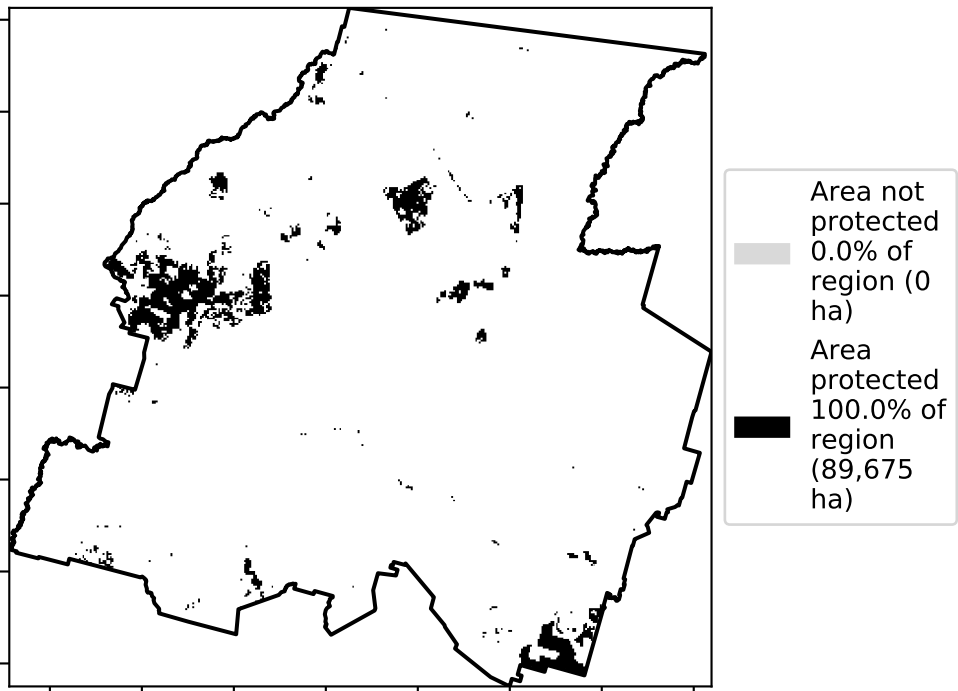 Area not
protected
0.0% of
region (0
ha)
Area
protected
100.0% of
region
(89,675
ha)